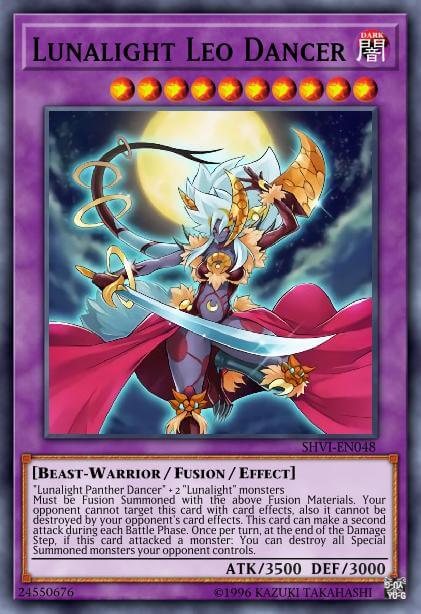 LUNALIGHT LEO DANCER
DARK
闇
SHVI-EN048
[BEAST-WARRIOR / FUSION / EFFECT]
"Lunalight Panther Dancer" + 2 "Lunalight" monsters
Must be Fusion Summoned with the above Fusion Materials. Your
opponent cannot target this card with card effects, also it cannot be
destroyed by your opponent's card effects. This card can make a second
attack during each Battle Phase. Once per turn, at the end of the Damage
Step, if this card attacked a monster: You can destroy all Special
Summoned monsters your opponent controls.
ATK/3500 DEF/3000
24550676 ©1996 KAZUKI TAKAHASHI